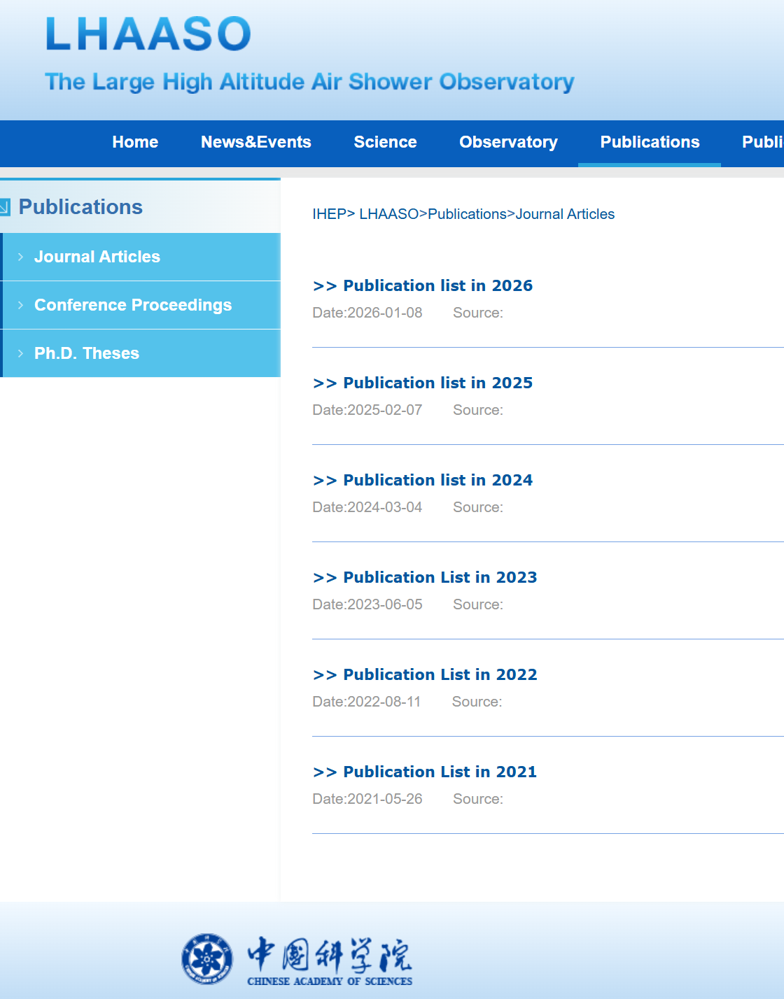 LHAASO
The Large High Altitude Air Shower Observatory
Home News&Events Science Observatory Publications Publi
Publications
Journal Articles
Conference Proceedings
Ph.D. Theses
IHEP> LHAASO>Publications>Journal Articles
>> Publication list in 2026
Date:2026-01-08 Source:
>> Publication list in 2025
Date:2025-02-07 Source:
>> Publication list in 2024
Date:2024-03-04 Source:
>> Publication List in 2023
Date:2023-06-05 Source:
>> Publication List in 2022
Date:2022-08-11 Source:
>> Publication List in 2021
Date:2021-05-26 Source:
中國科学院
CHINESE ACADEMY OF SCIENCES